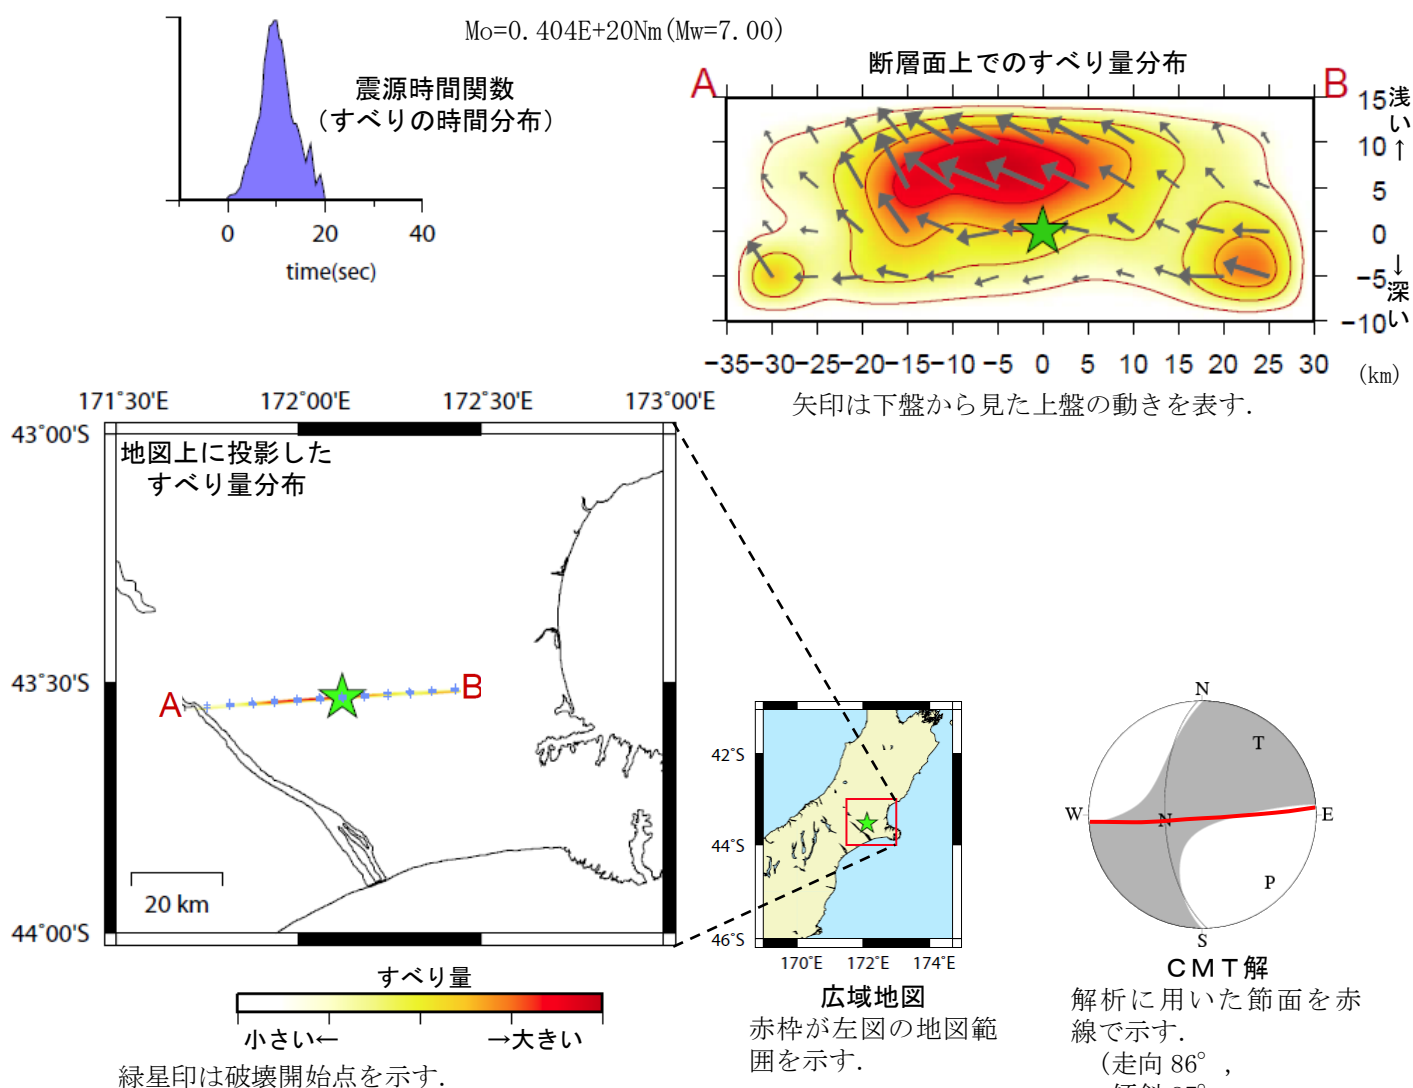 Mo=0.404E+20Nm(Mw=7.00)
震源時間関数
(すべりの時間分布)
0 20 40
time(sec)
断層面上でのすべり量分布
A B
15 浅い↑
10
5
0
−5 ↓深い
−10
−35 −30 −25 −20 −15 −10 −5 0 5 10 15 20 25 30
(km)
矢印は下盤から見た上盤の動きを表す.
171°30'E 172°00'E 172°30'E 173°00'E
43°00'S
地図上に投影した
すべり量分布
43°30'S
A B
20 km
44°00'S
すべり量
小さい← →大きい
緑星印は破壊開始点を示す.
42°S
44°S
46°S
170°E 172°E 174°E
広域地図
赤枠が左図の地図範
囲を示す.
N
T
W N E
P
S
CMT解
解析に用いた節面を赤
線で示す.
(走向 86°,